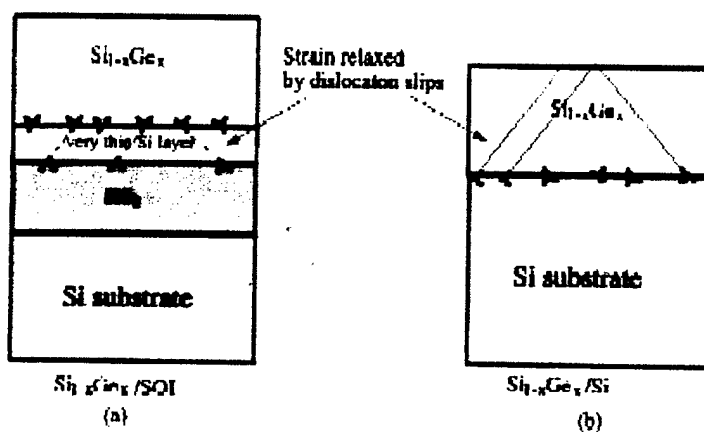 Si₁₋ₓGeₓ
Strain relaxed
by dislocaton slips
Very thin Si layer
Si substrate
Si₁₋ₓGeₓ/SOI
(a)
Si₁₋ₓGeₓ
Si substrate
Si₁₋ₓGeₓ/Si
(b)